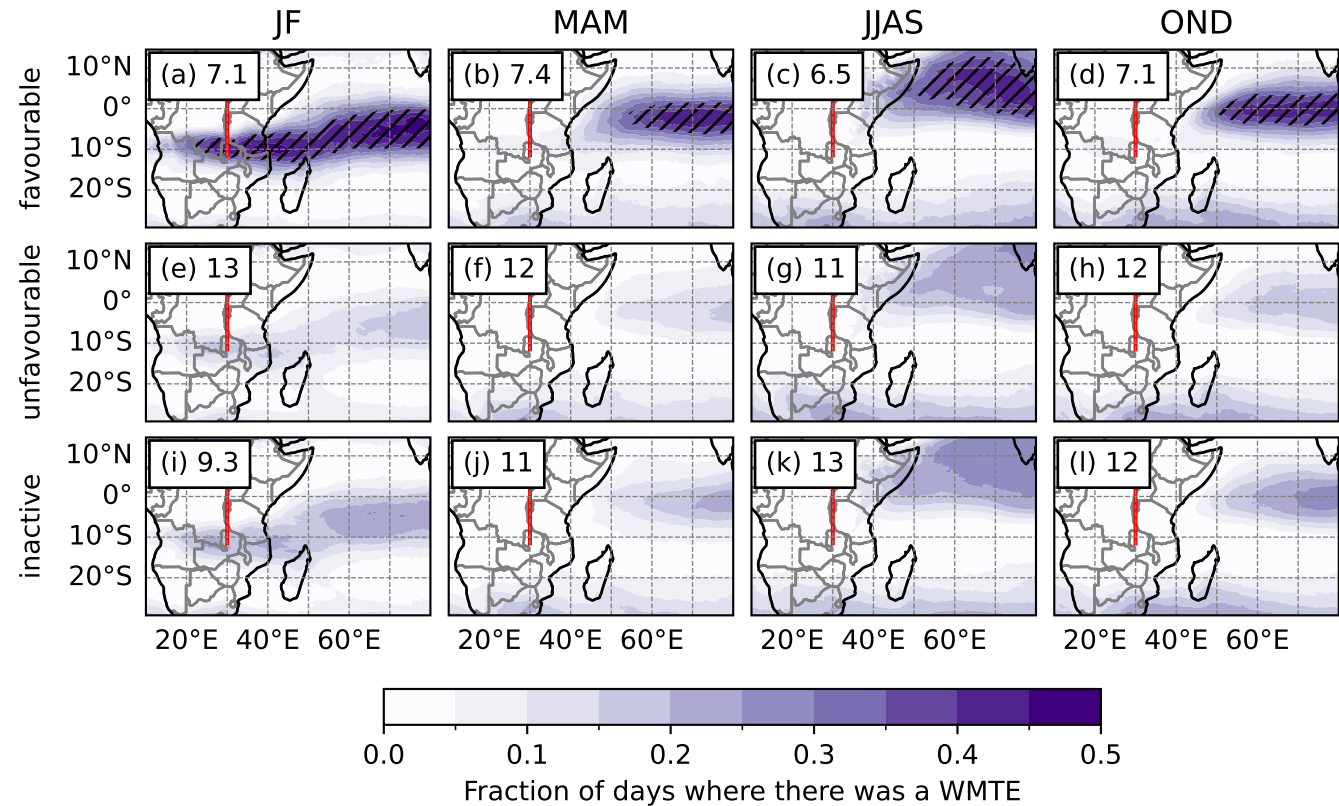 JF MAM JJAS OND
favourable
10°N
0°
10°S
20°S
(a) 7.1
(b) 7.4
(c) 6.5
(d) 7.1
unfavourable
10°N
0°
10°S
20°S
(e) 13
(f) 12
(g) 11
(h) 12
inactive
10°N
0°
10°S
20°S
(i) 9.3
(j) 11
(k) 13
(l) 12
20°E 40°E 60°E 20°E 40°E 60°E 20°E 40°E 60°E 20°E 40°E 60°E
0.0 0.1 0.2 0.3 0.4 0.5
Fraction of days where there was a WMTE